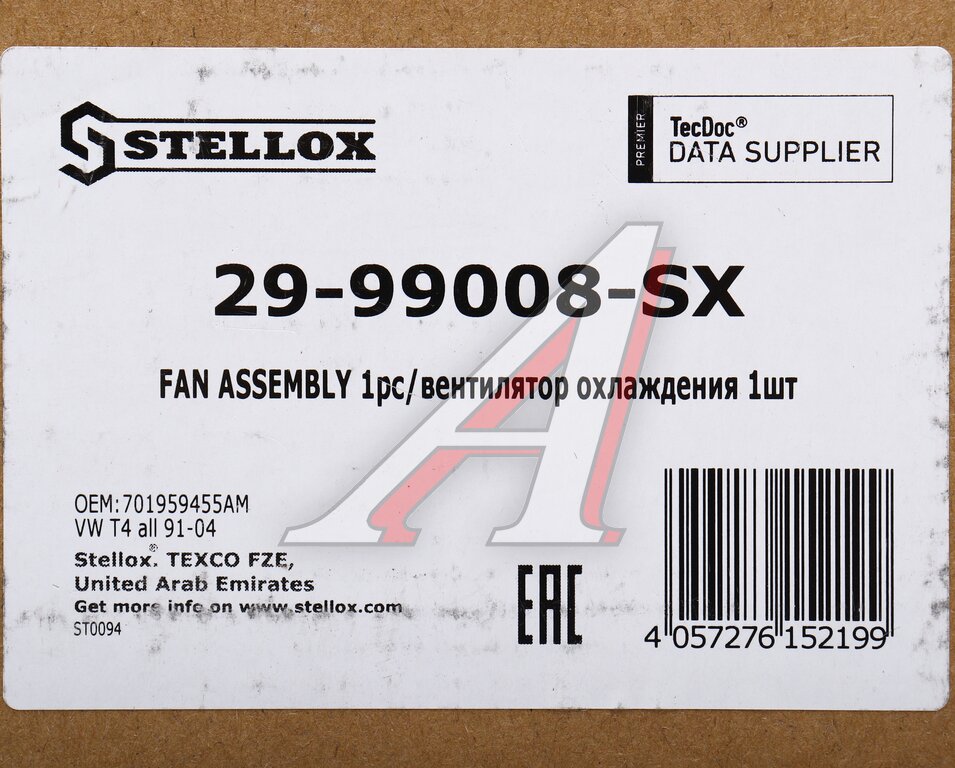 STELLOX
PREMIER
TecDoc®
DATA SUPPLIER
29-99008-SX
FAN ASSEMBLY 1pc/вентилятор охлаждения 1шт
OEM:701959455AM
VW T4 all 91-04
Stellox® TEXCO FZE,
United Arab Emirates
Get more info on www.stellox.com
ST0094
EAC
4 057276 152199